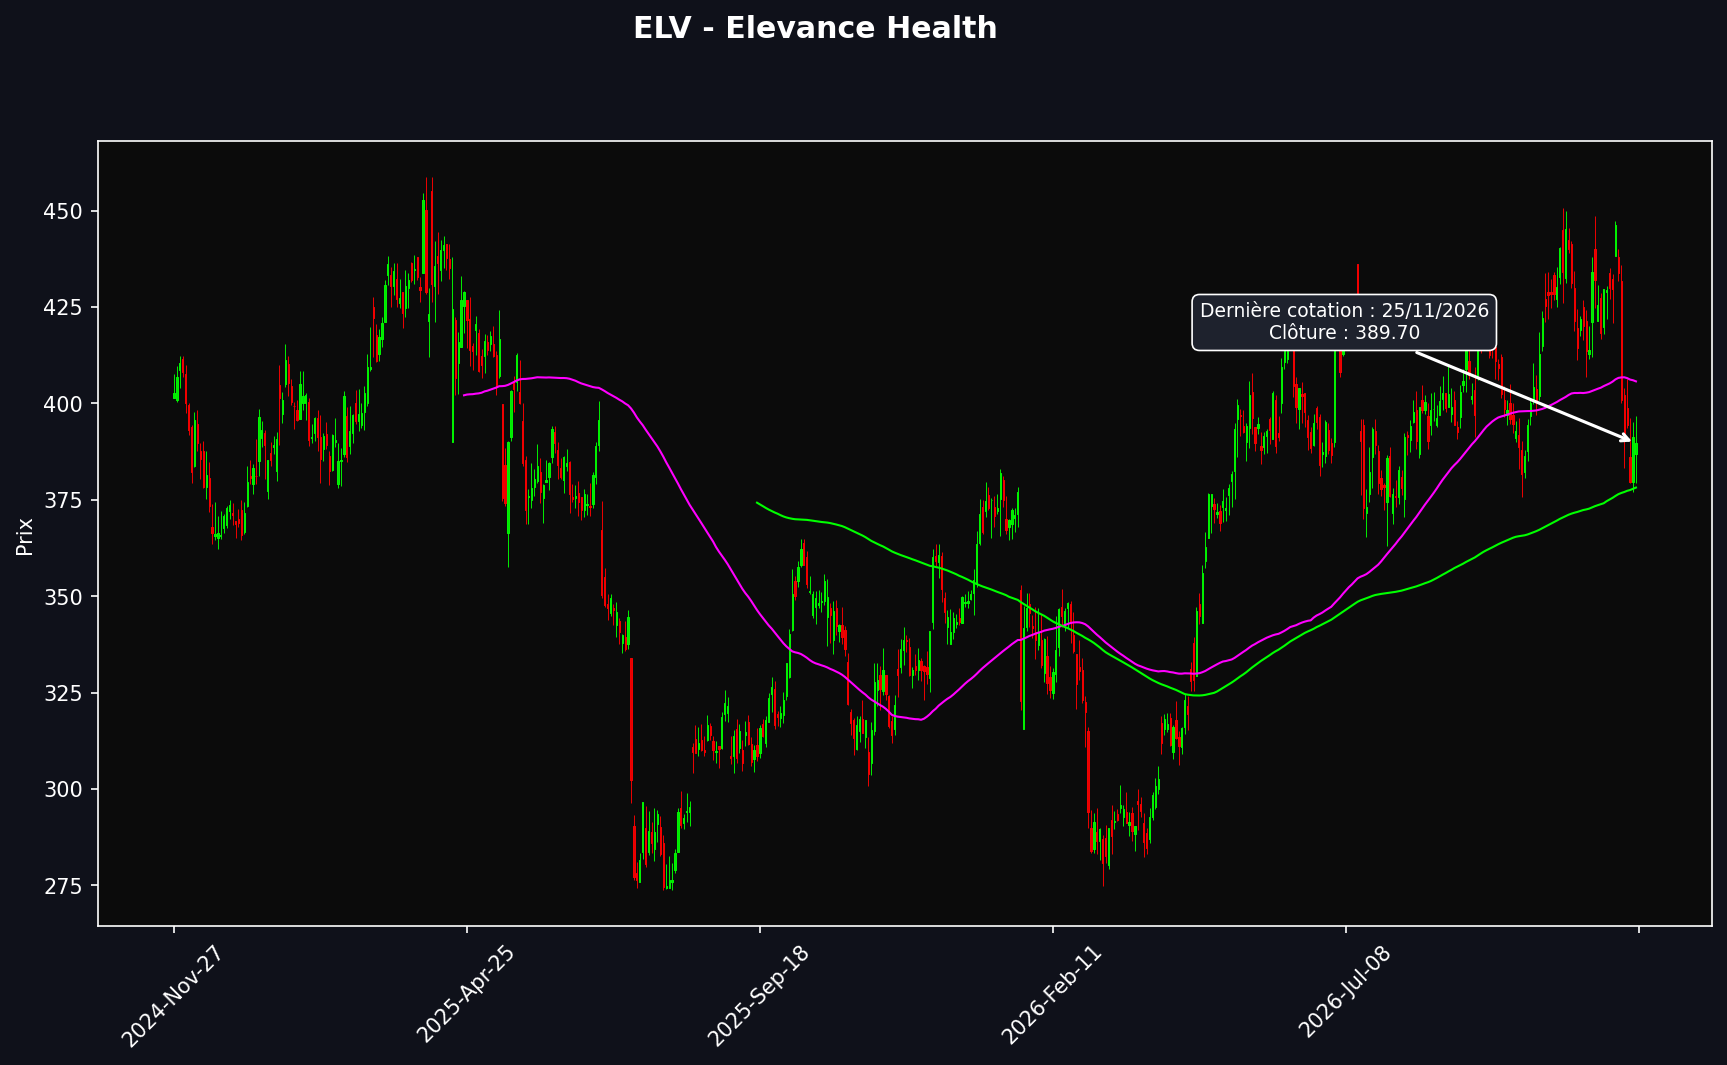 ELV - Elevance Health
Prix
450
425
400
375
350
325
300
275
Dernière cotation : 25/11/2026
Clôture : 389.70
2024-Nov-27
2025-Apr-25
2025-Sep-18
2026-Feb-11
2026-Jul-08